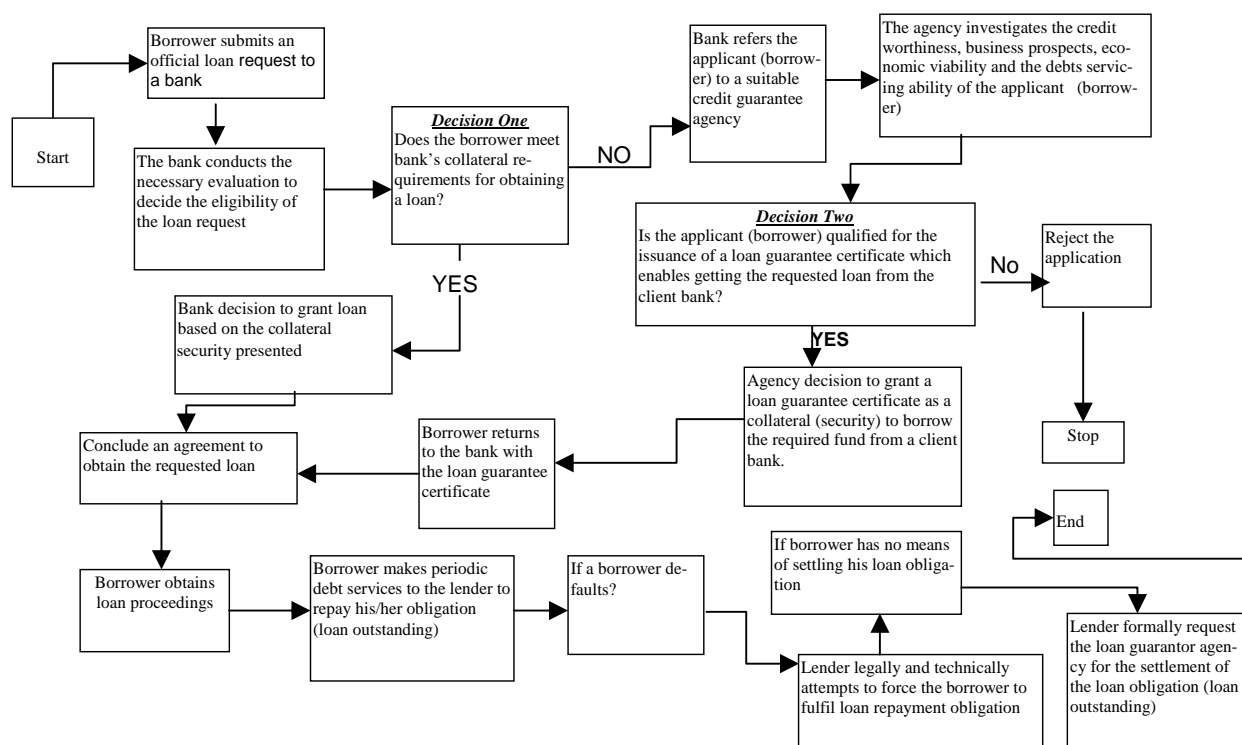 Start
Borrower submits an
official loan request to
a bank
The bank conducts the
necessary evaluation to
decide the eligibility of
the loan request
Decision One
Does the borrower meet
bank's collateral re-
quirements for obtaining
a loan?
NO
Bank refers the
applicant (borrow-
er) to a suitable
credit guarantee
agency
The agency investigates the credit
worthiness, business prospects, eco-
nomic viability and the debts servic-
ing ability of the applicant (borrow-
er)
Decision Two
Is the applicant (borrower) qualified for the
issuance of a loan guarantee certificate which
enables getting the requested loan from the
client bank?
No
Reject the
application
Stop
YES
Bank decision to grant loan
based on the collateral
security presented
YES
Agency decision to grant a
loan guarantee certificate as a
collateral (security) to borrow
the required fund from a client
bank.
Borrower returns
to the bank with
the loan guarantee
certificate
Conclude an agreement to
obtain the requested loan
Borrower obtains
loan proceedings
Borrower makes periodic
debt services to the lender to
repay his/her obligation
(loan outstanding)
If a borrower de-
faults?
Lender legally and technically
attempts to force the borrower to
fulfil loan repayment obligation
If borrower has no means
of settling his loan obliga-
tion
Lender formally request
the loan guarantor agen-
cy for the settlement of
the loan obligation (loan
outstanding)
End